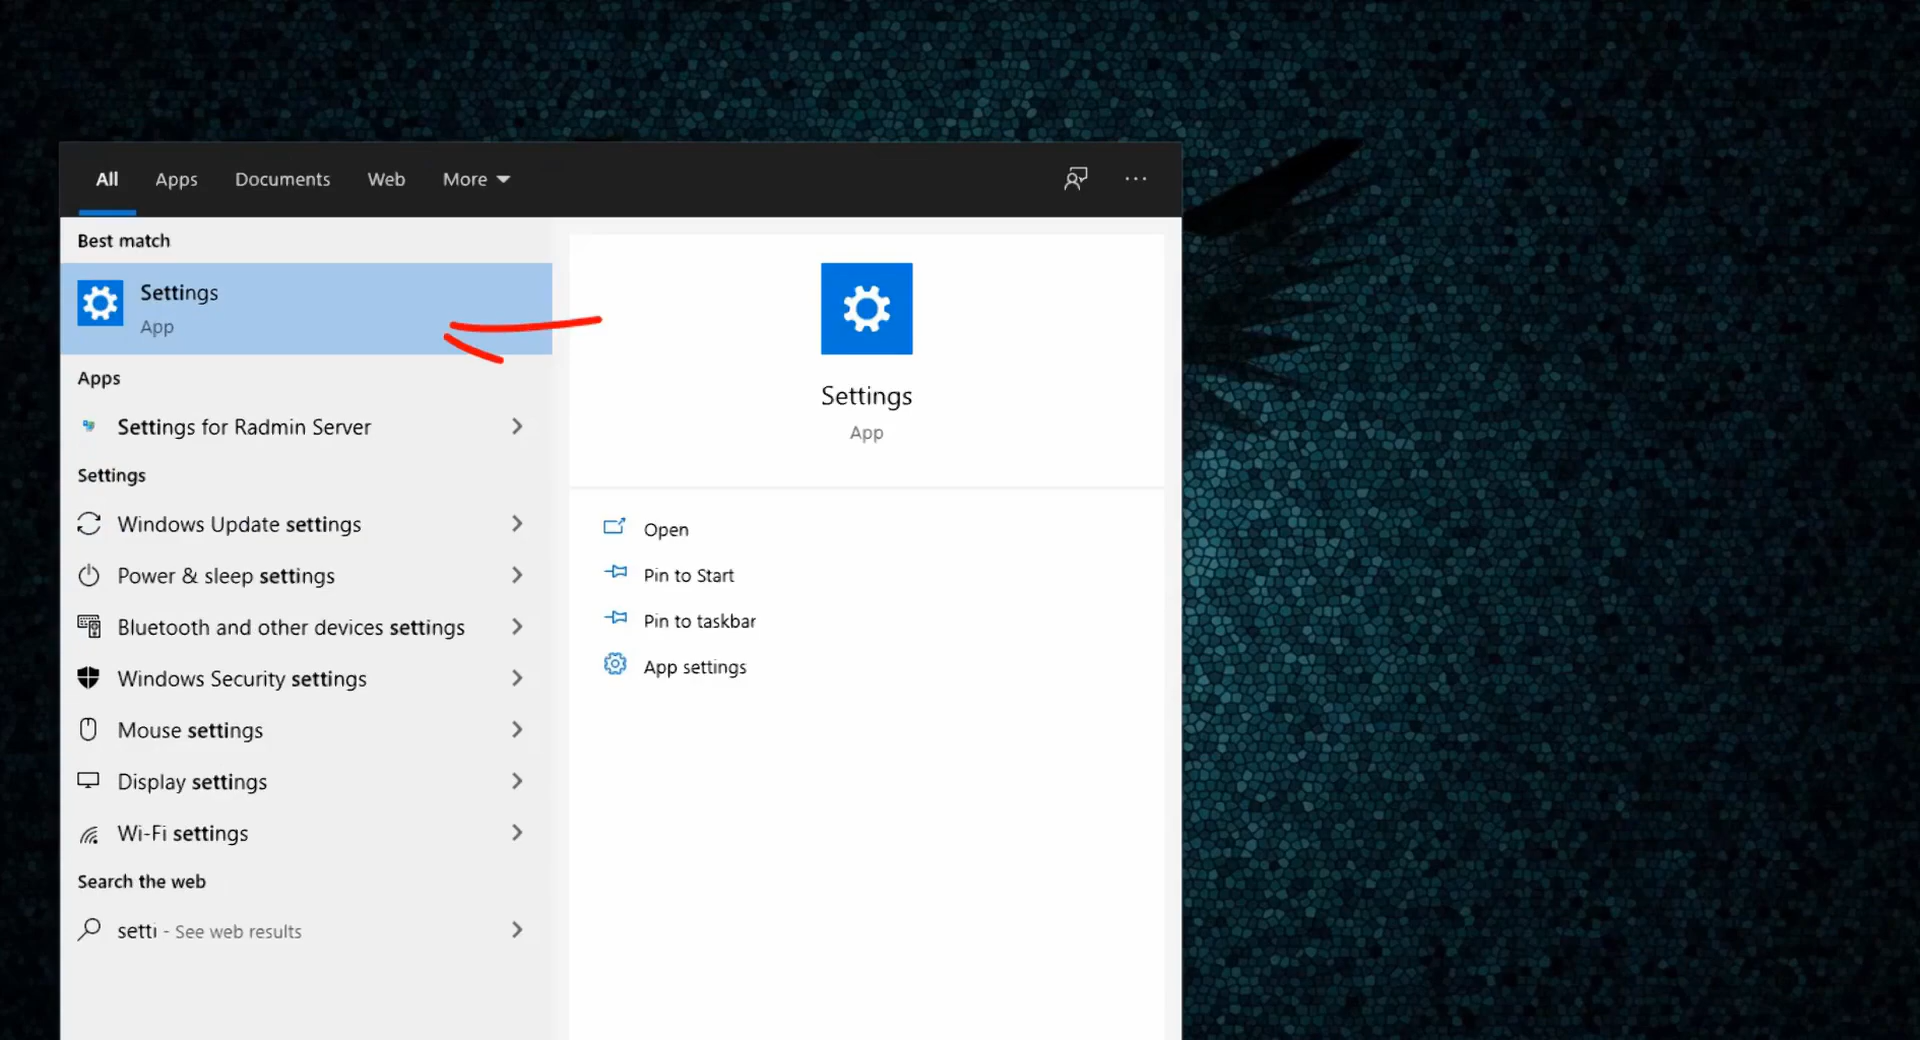 All Apps Documents Web More
Best match
Settings
App
Apps
Settings for Radmin Server
Settings
Windows Update settings
Power & sleep settings
Bluetooth and other devices settings
Windows Security settings
Mouse settings
Display settings
Wi-Fi settings
Search the web
setti - See web results
Settings
App
Open
Pin to Start
Pin to taskbar
App settings